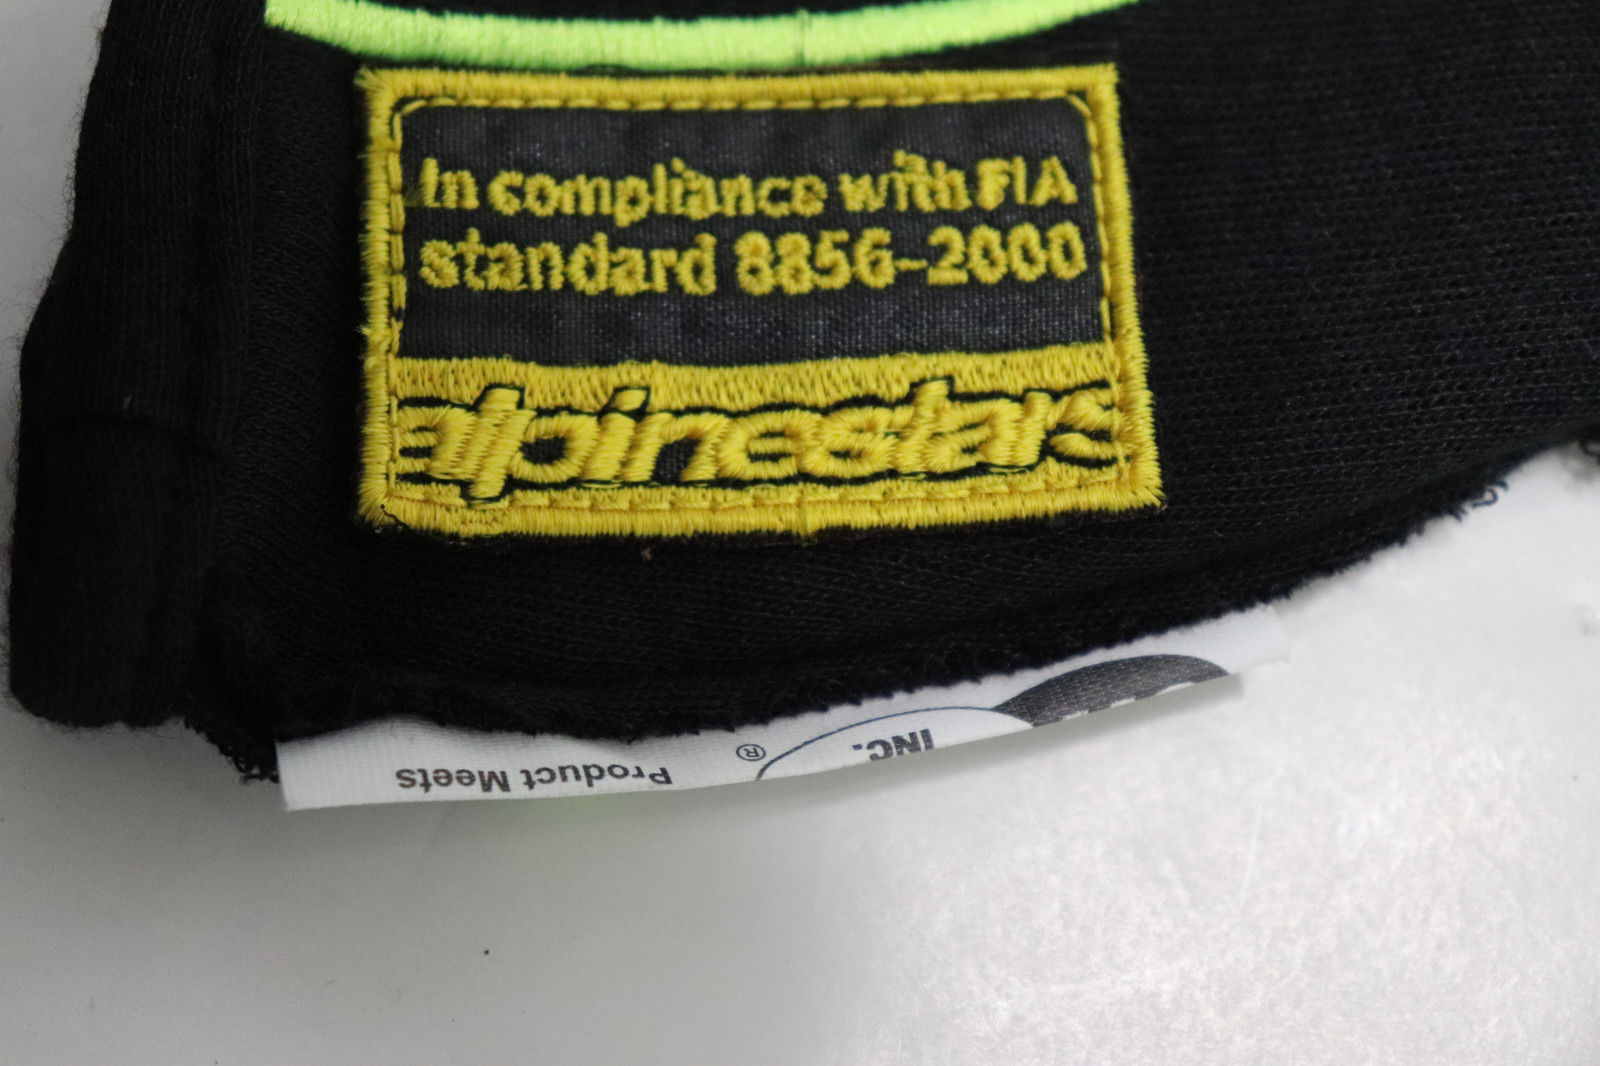 In compliance with FIA
standard 8856-2000
alpinestars
INC.
®
Product Meets